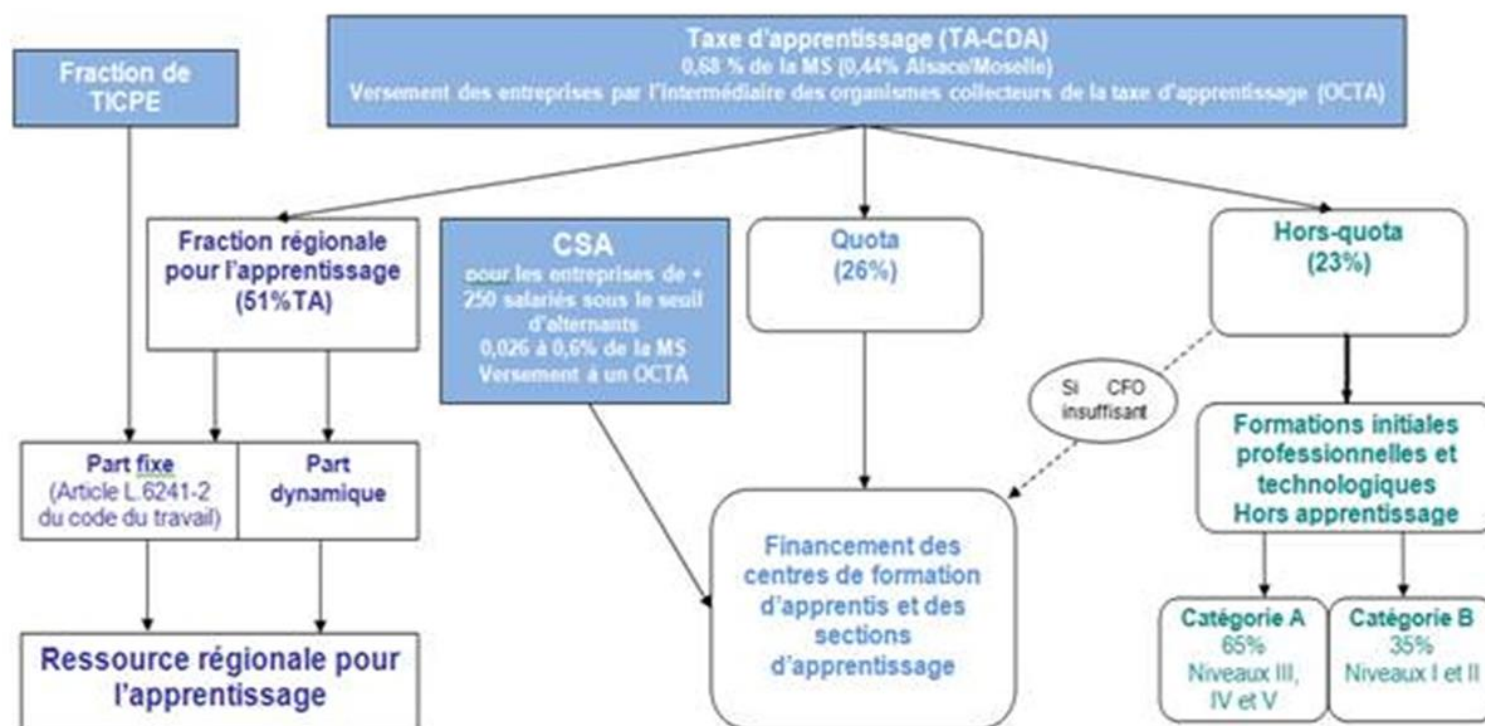 Fraction de
TICPE
Taxe d'apprentissage (TA-CDA)
0,68 % de la MS (0,44% Alsace/Moselle)
Versement des entreprises par l'intermédiaire des organismes collecteurs de la taxe d'apprentissage (OCTA)
Fraction régionale
pour l'apprentissage
(51%TA)
CSA
pour les entreprises de +
250 salariés sous le seuil
d'alternants
0,026 à 0,6% de la MS
Versement à un OCTA
Quota
(26%)
Hors-quota
(23%)
Si CFO
insuffisant
Part fixe
(Article L.6241-2
du code du travail)
Part
dynamique
Formations initiales
professionnelles et
technologiques
Hors apprentissage
Financement des
centres de formation
d'apprentis et des
sections
d'apprentissage
Catégorie A
65%
Niveaux III,
IV et V
Catégorie B
35%
Niveaux I et II
Ressource régionale pour
l'apprentissage